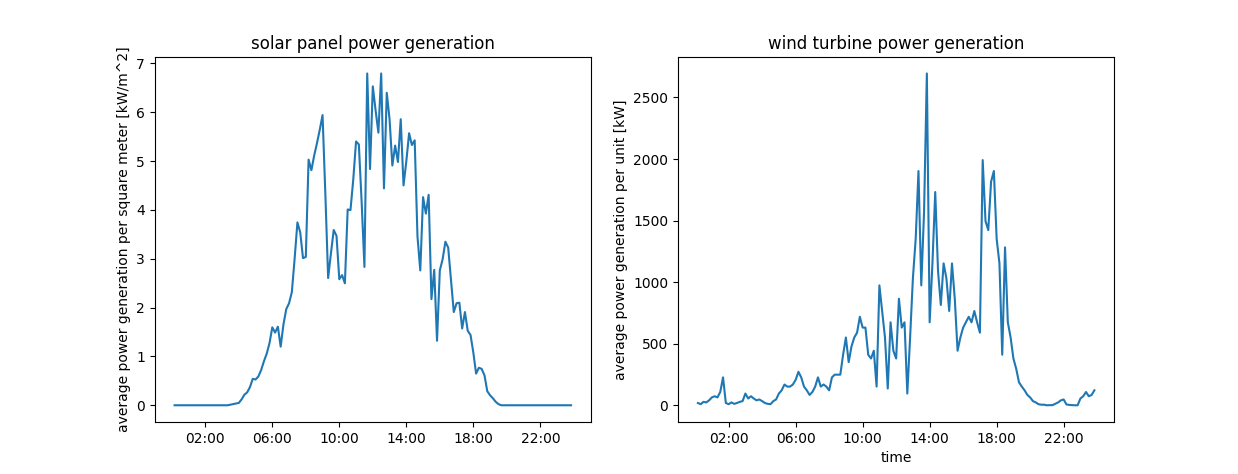 solar panel power generation
average power generation per square meter [kW/m^2]
7
6
5
4
3
2
1
0
02:00 06:00 10:00 14:00 18:00 22:00
wind turbine power generation
average power generation per unit [kW]
2500
2000
1500
1000
500
0
02:00 06:00 10:00 14:00 18:00 22:00
time